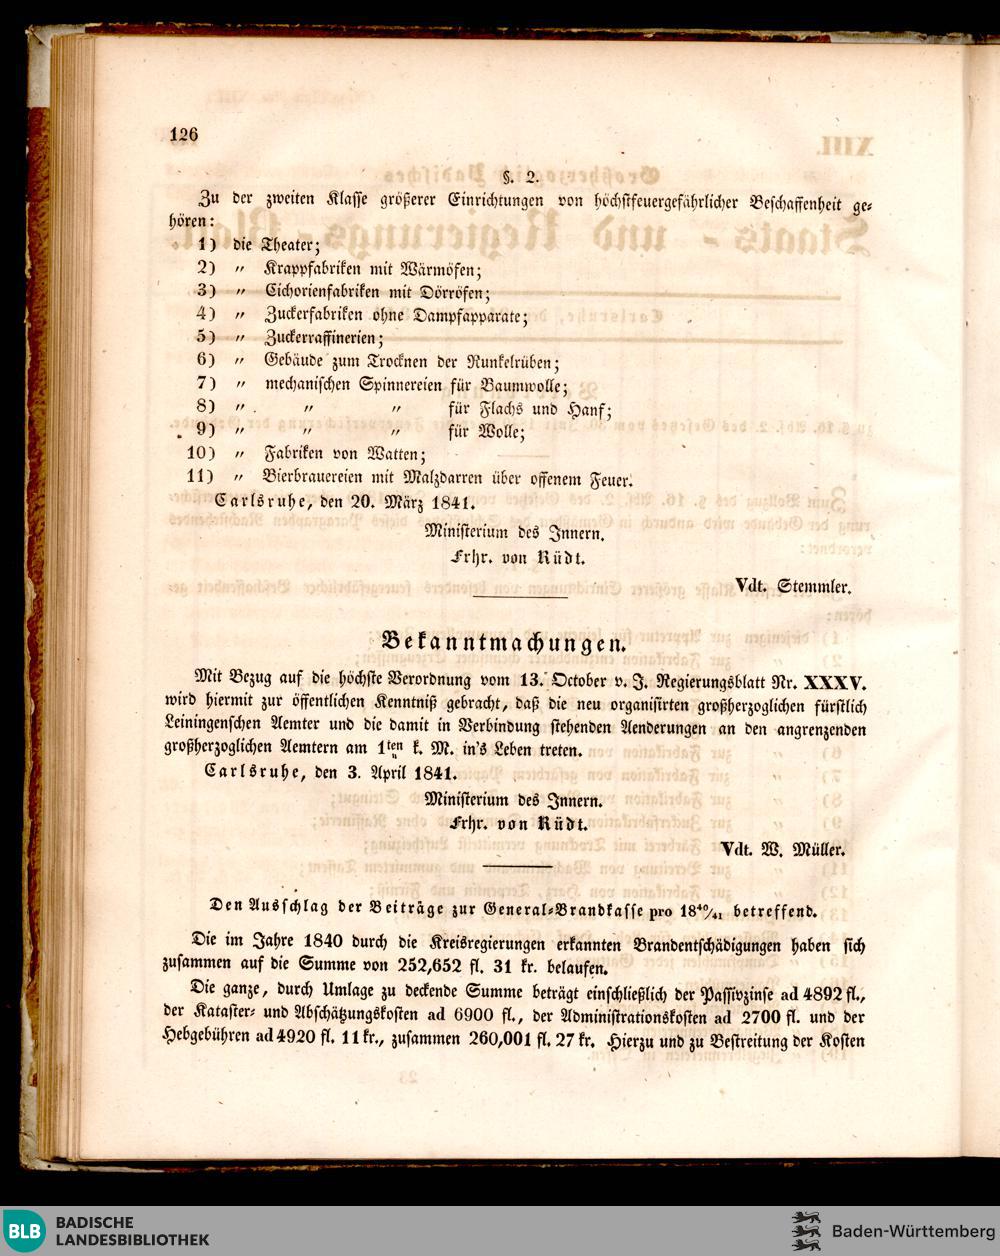 126
§. 2.
Zu der zweiten Klasse größerer Einrichtungen von höchstfeuergefährlicher Beschaffenheit ge-
hören:
1) die Theater;
2) " Krappfabriken mit Wärmöfen;
3) " Cichorienfabriken mit Dörröfen;
4) " Zuckerfabriken ohne Dampfapparate;
5) " Zuckerraffinerien;
6) " Gebäude zum Trocknen der Runkelrüben;
7) " mechanischen Spinnereien für Baumwolle;
8) " " " für Flachs und Hanf;
9) " " " für Wolle;
10) " Fabriken von Watten;
11) " Bierbrauereien mit Malzdarren über offenem Feuer.
Carlsruhe, den 20. März 1841.
Ministerium des Innern.
Frhr. von Rüdt.
Vdt. Stemmler.
Bekanntmachungen.
Mit Bezug auf die höchste Verordnung vom 13. October v. J. Regierungsblatt Nr. XXXV.
wird hiermit zur öffentlichen Kenntniß gebracht, daß die neu organisirten großherzoglichen fürstlich
Leiningenschen Aemter und die damit in Verbindung stehenden Aenderungen an den angrenzenden
großherzoglichen Aemtern am 1ten k. M. in's Leben treten.
Carlsruhe, den 3. April 1841.
Ministerium des Innern.
Frhr. von Rüdt.
Vdt. W. Müller.
Den Ausschlag der Beiträge zur General-Brandkasse pro 18⁴⁰/₄₁ betreffend.
Die im Jahre 1840 durch die Kreisregierungen erkannten Brandentschädigungen haben sich
zusammen auf die Summe von 252,652 fl. 31 kr. belaufen.
Die ganze, durch Umlage zu deckende Summe beträgt einschließlich der Passivzinse ad 4892 fl.,
der Kataster- und Abschätzungskosten ad 6900 fl., der Administrationskosten ad 2700 fl. und der
Hebgebühren ad 4920 fl. 11 kr., zusammen 260,001 fl. 27 kr. Hierzu und zu Bestreitung der Kosten
BLB BADISCHE
LANDESBIBLIOTHEK
Baden-Württemberg